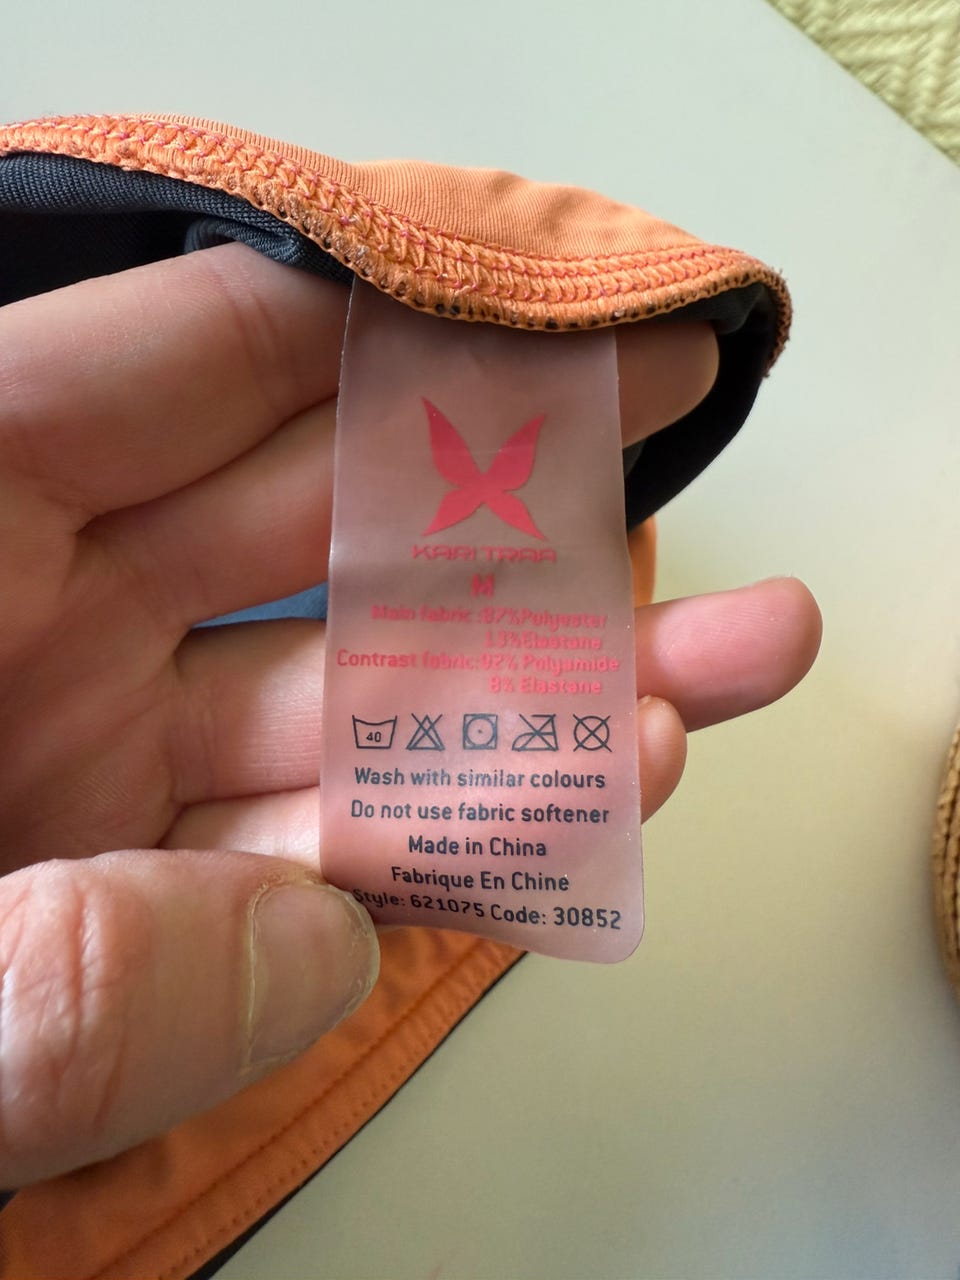 KARI TRAA
M
Main fabric :87%Polyester
13%Elastane
Contrast fabric:92% Polyamide
8% Elastane
40
Wash with similar colours
Do not use fabric softener
Made in China
Fabrique En Chine
Style: 621075 Code: 30852